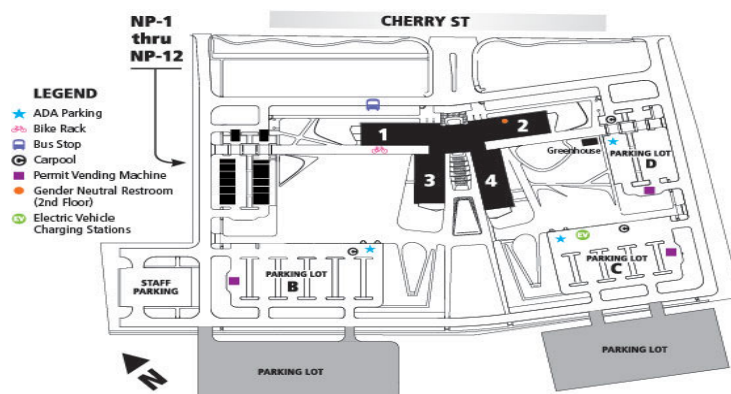 CHERRY ST
NP-1
thru
NP-12
LEGEND
ADA Parking
Bike Rack
Bus Stop
C Carpool
Permit Vending Machine
Gender Neutral Restroom
(2nd Floor)
EV Electric Vehicle
Charging Stations
1
2
3
4
Greenhouse
C
PARKING LOT
D
C
PARKING LOT
B
EV
C
PARKING LOT
C
STAFF
PARKING
N
PARKING LOT
PARKING LOT